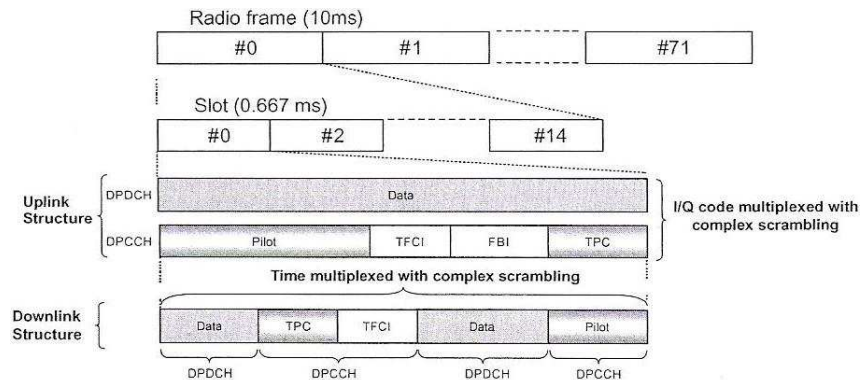 Radio frame (10ms)
#0 #1 #71
Slot (0.667 ms)
#0 #2 #14
Uplink Structure
DPDCH
Data
DPCCH
Pilot TFCI FBI TPC
I/Q code multiplexed with complex scrambling
Time multiplexed with complex scrambling
Downlink Structure
Data TPC TFCI Data Pilot
DPDCH DPCCH DPDCH DPCCH